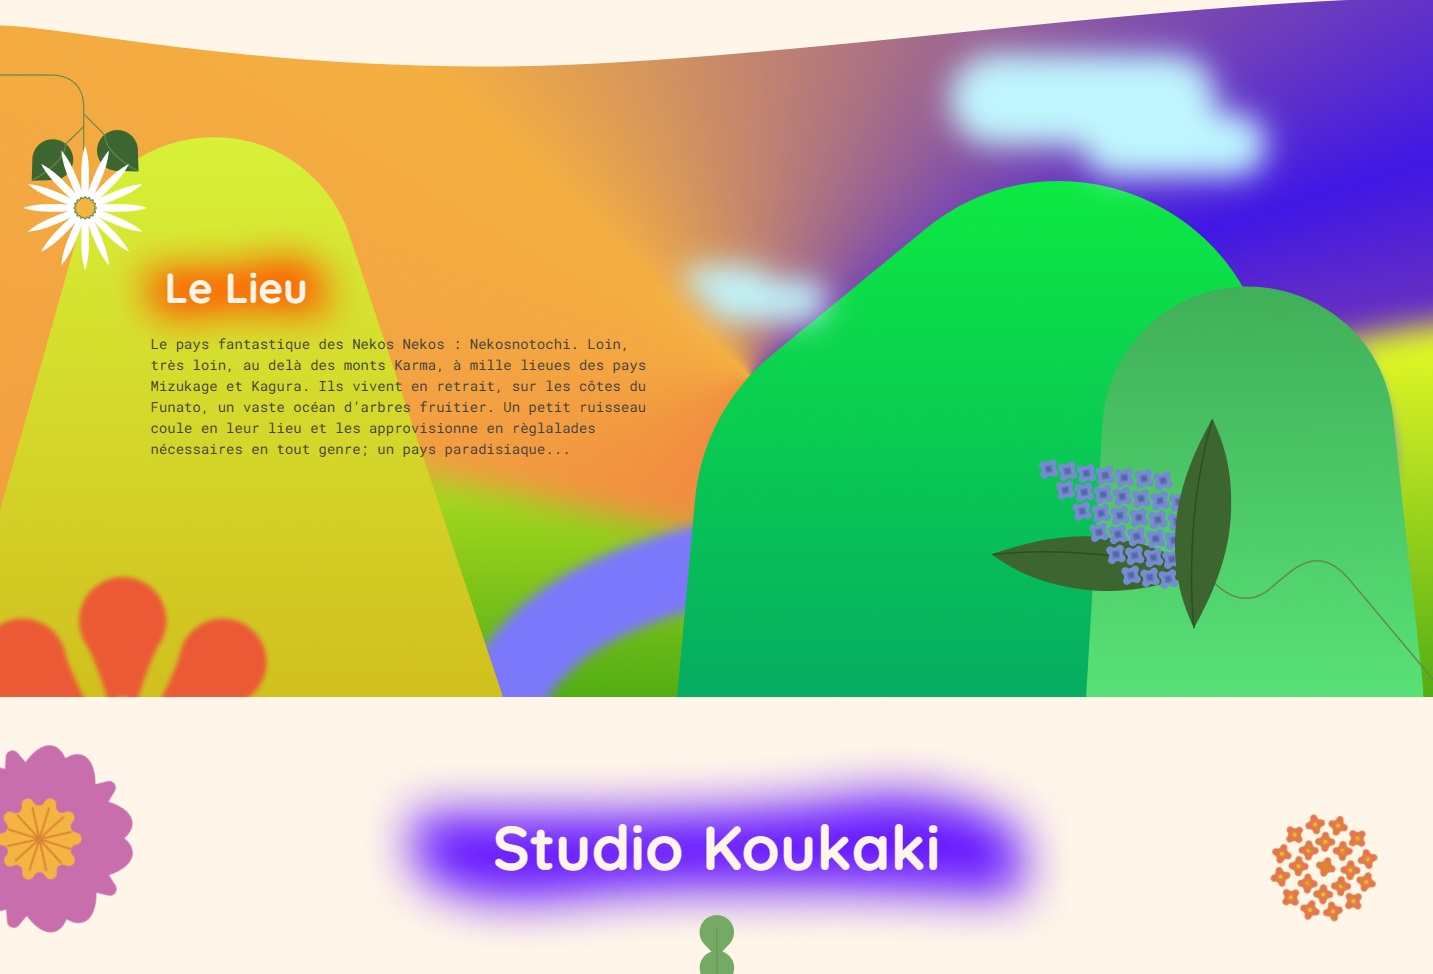 Le Lieu
Le pays fantastique des Nekos Nekos : Nekosnotochi. Loin,
très loin, au delà des monts Karma, à mille lieues des pays
Mizukage et Kagura. Ils vivent en retrait, sur les côtes du
Funato, un vaste océan d’arbres fruitier. Un petit ruisseau
coule en leur lieu et les approvisionne en règlalades
nécessaires en tout genre; un pays paradisiaque...
Studio Koukaki